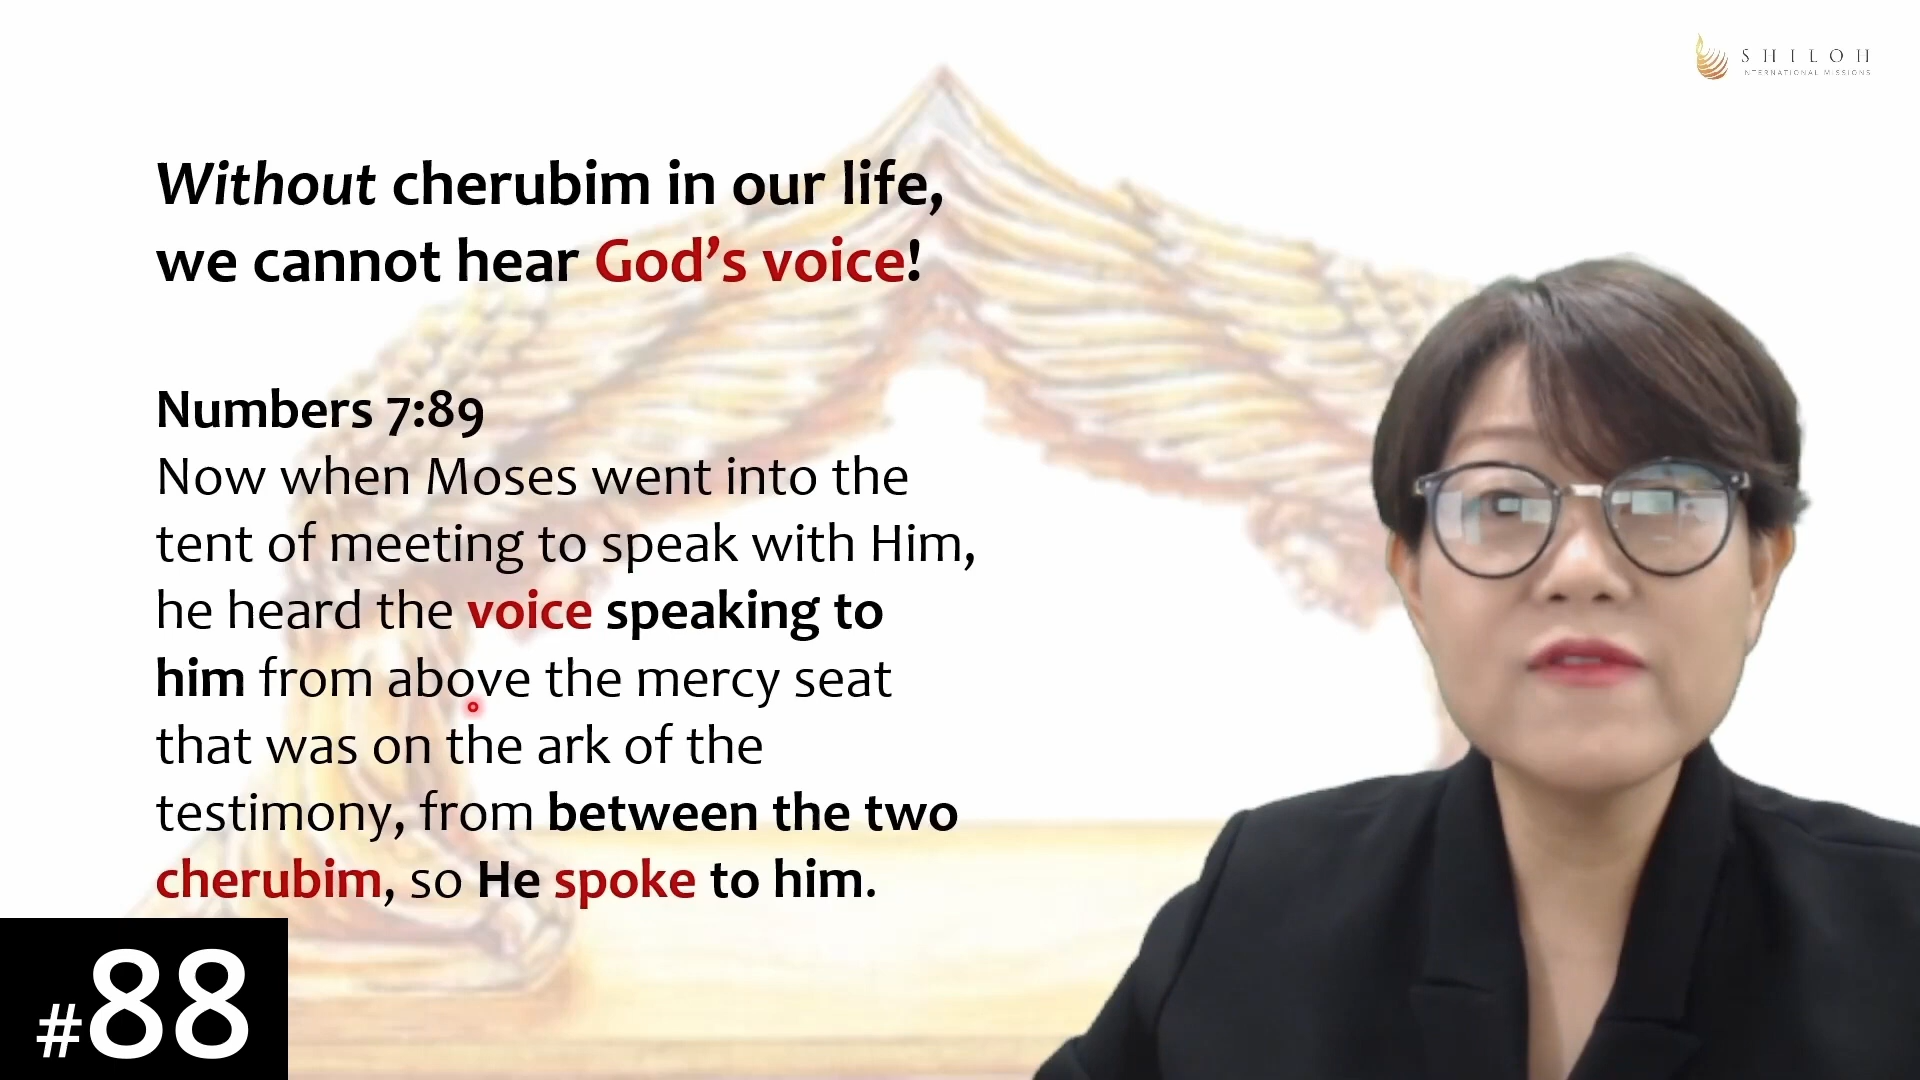 SHILOH
INTERNATIONAL MISSIONS
Without cherubim in our life,
we cannot hear God's voice!
Numbers 7:89
Now when Moses went into the
tent of meeting to speak with Him,
he heard the voice speaking to
him from above the mercy seat
that was on the ark of the
testimony, from between the two
cherubim, so He spoke to him.
#88